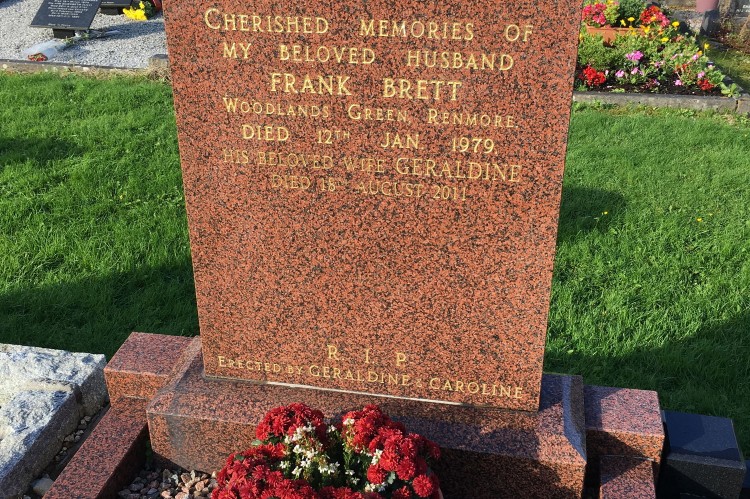 CHERISHED MEMORIES OF
MY BELOVED HUSBAND
FRANK BRETT
WOODLANDS GREEN, RENMORE.
DIED 12TH JAN. 1979.
HIS BELOVED WIFE GERALDINE
DIED 18TH AUGUST 2011
R. I. P.
ERECTED BY GERALDINE & CAROLINE